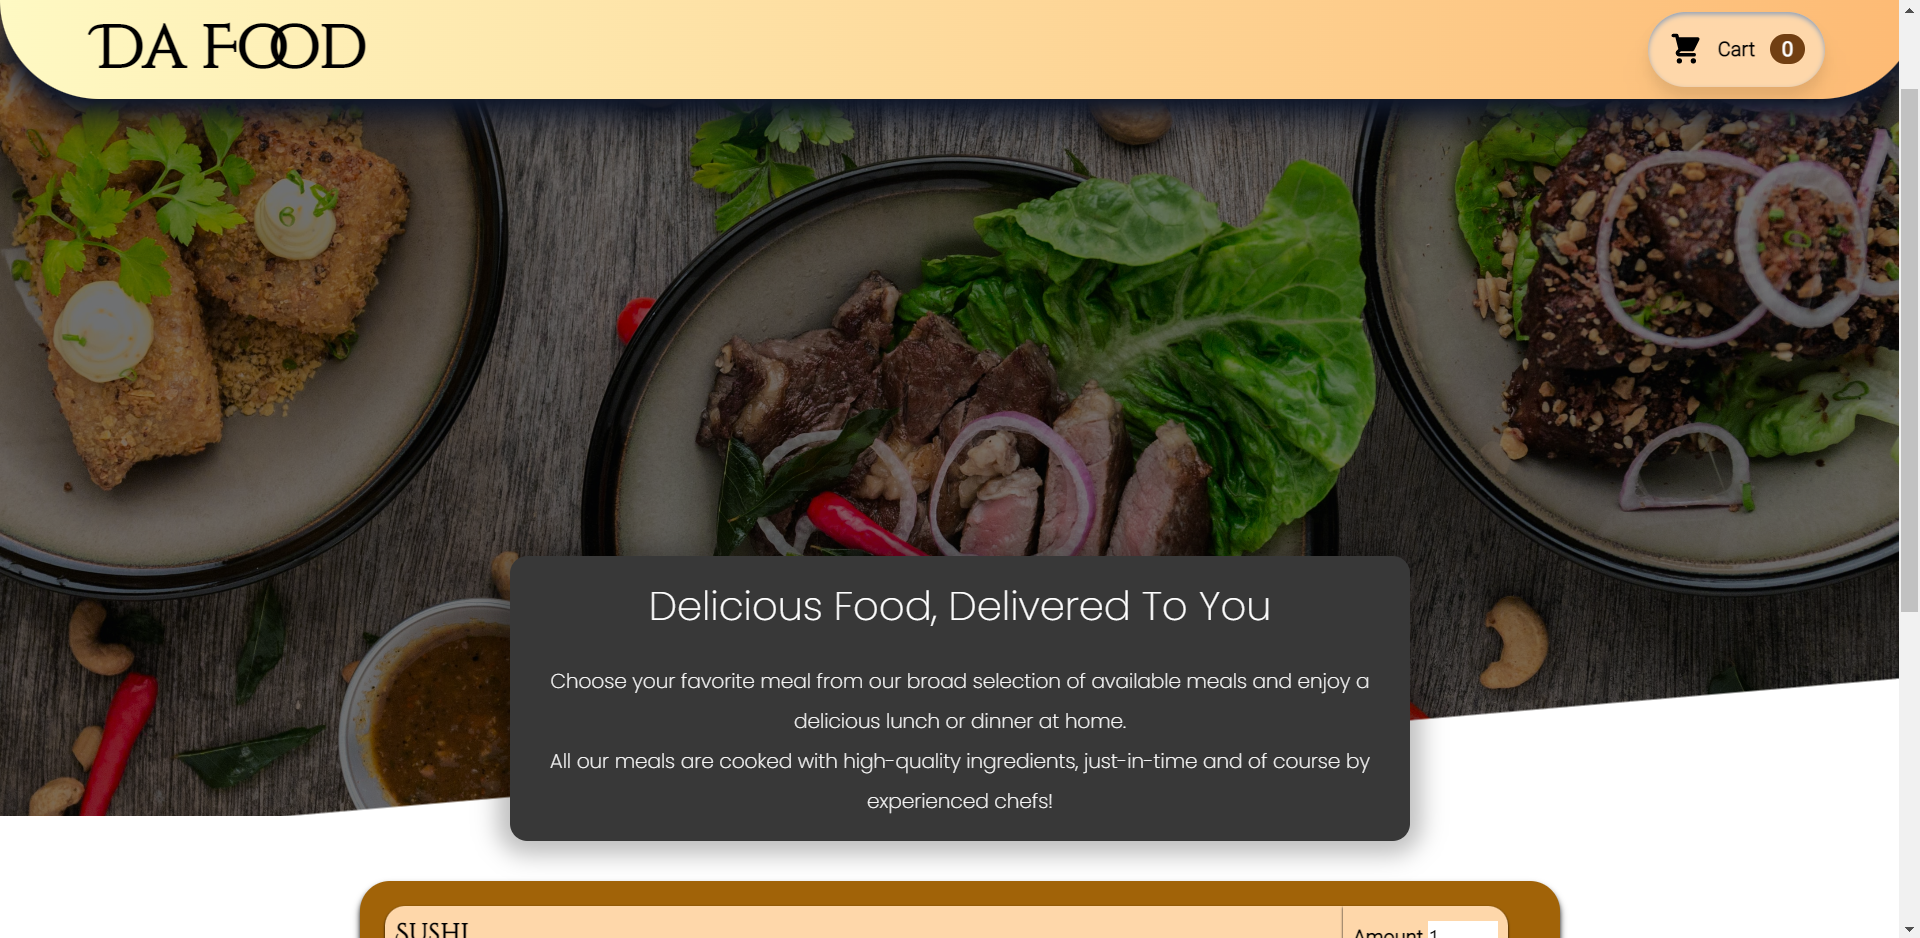 DA FOOD
Cart 0
Delicious Food, Delivered To You
Choose your favorite meal from our broad selection of available meals and enjoy a
delicious lunch or dinner at home.
All our meals are cooked with high-quality ingredients, just-in-time and of course by
experienced chefs!
SUSHI
Amount 1